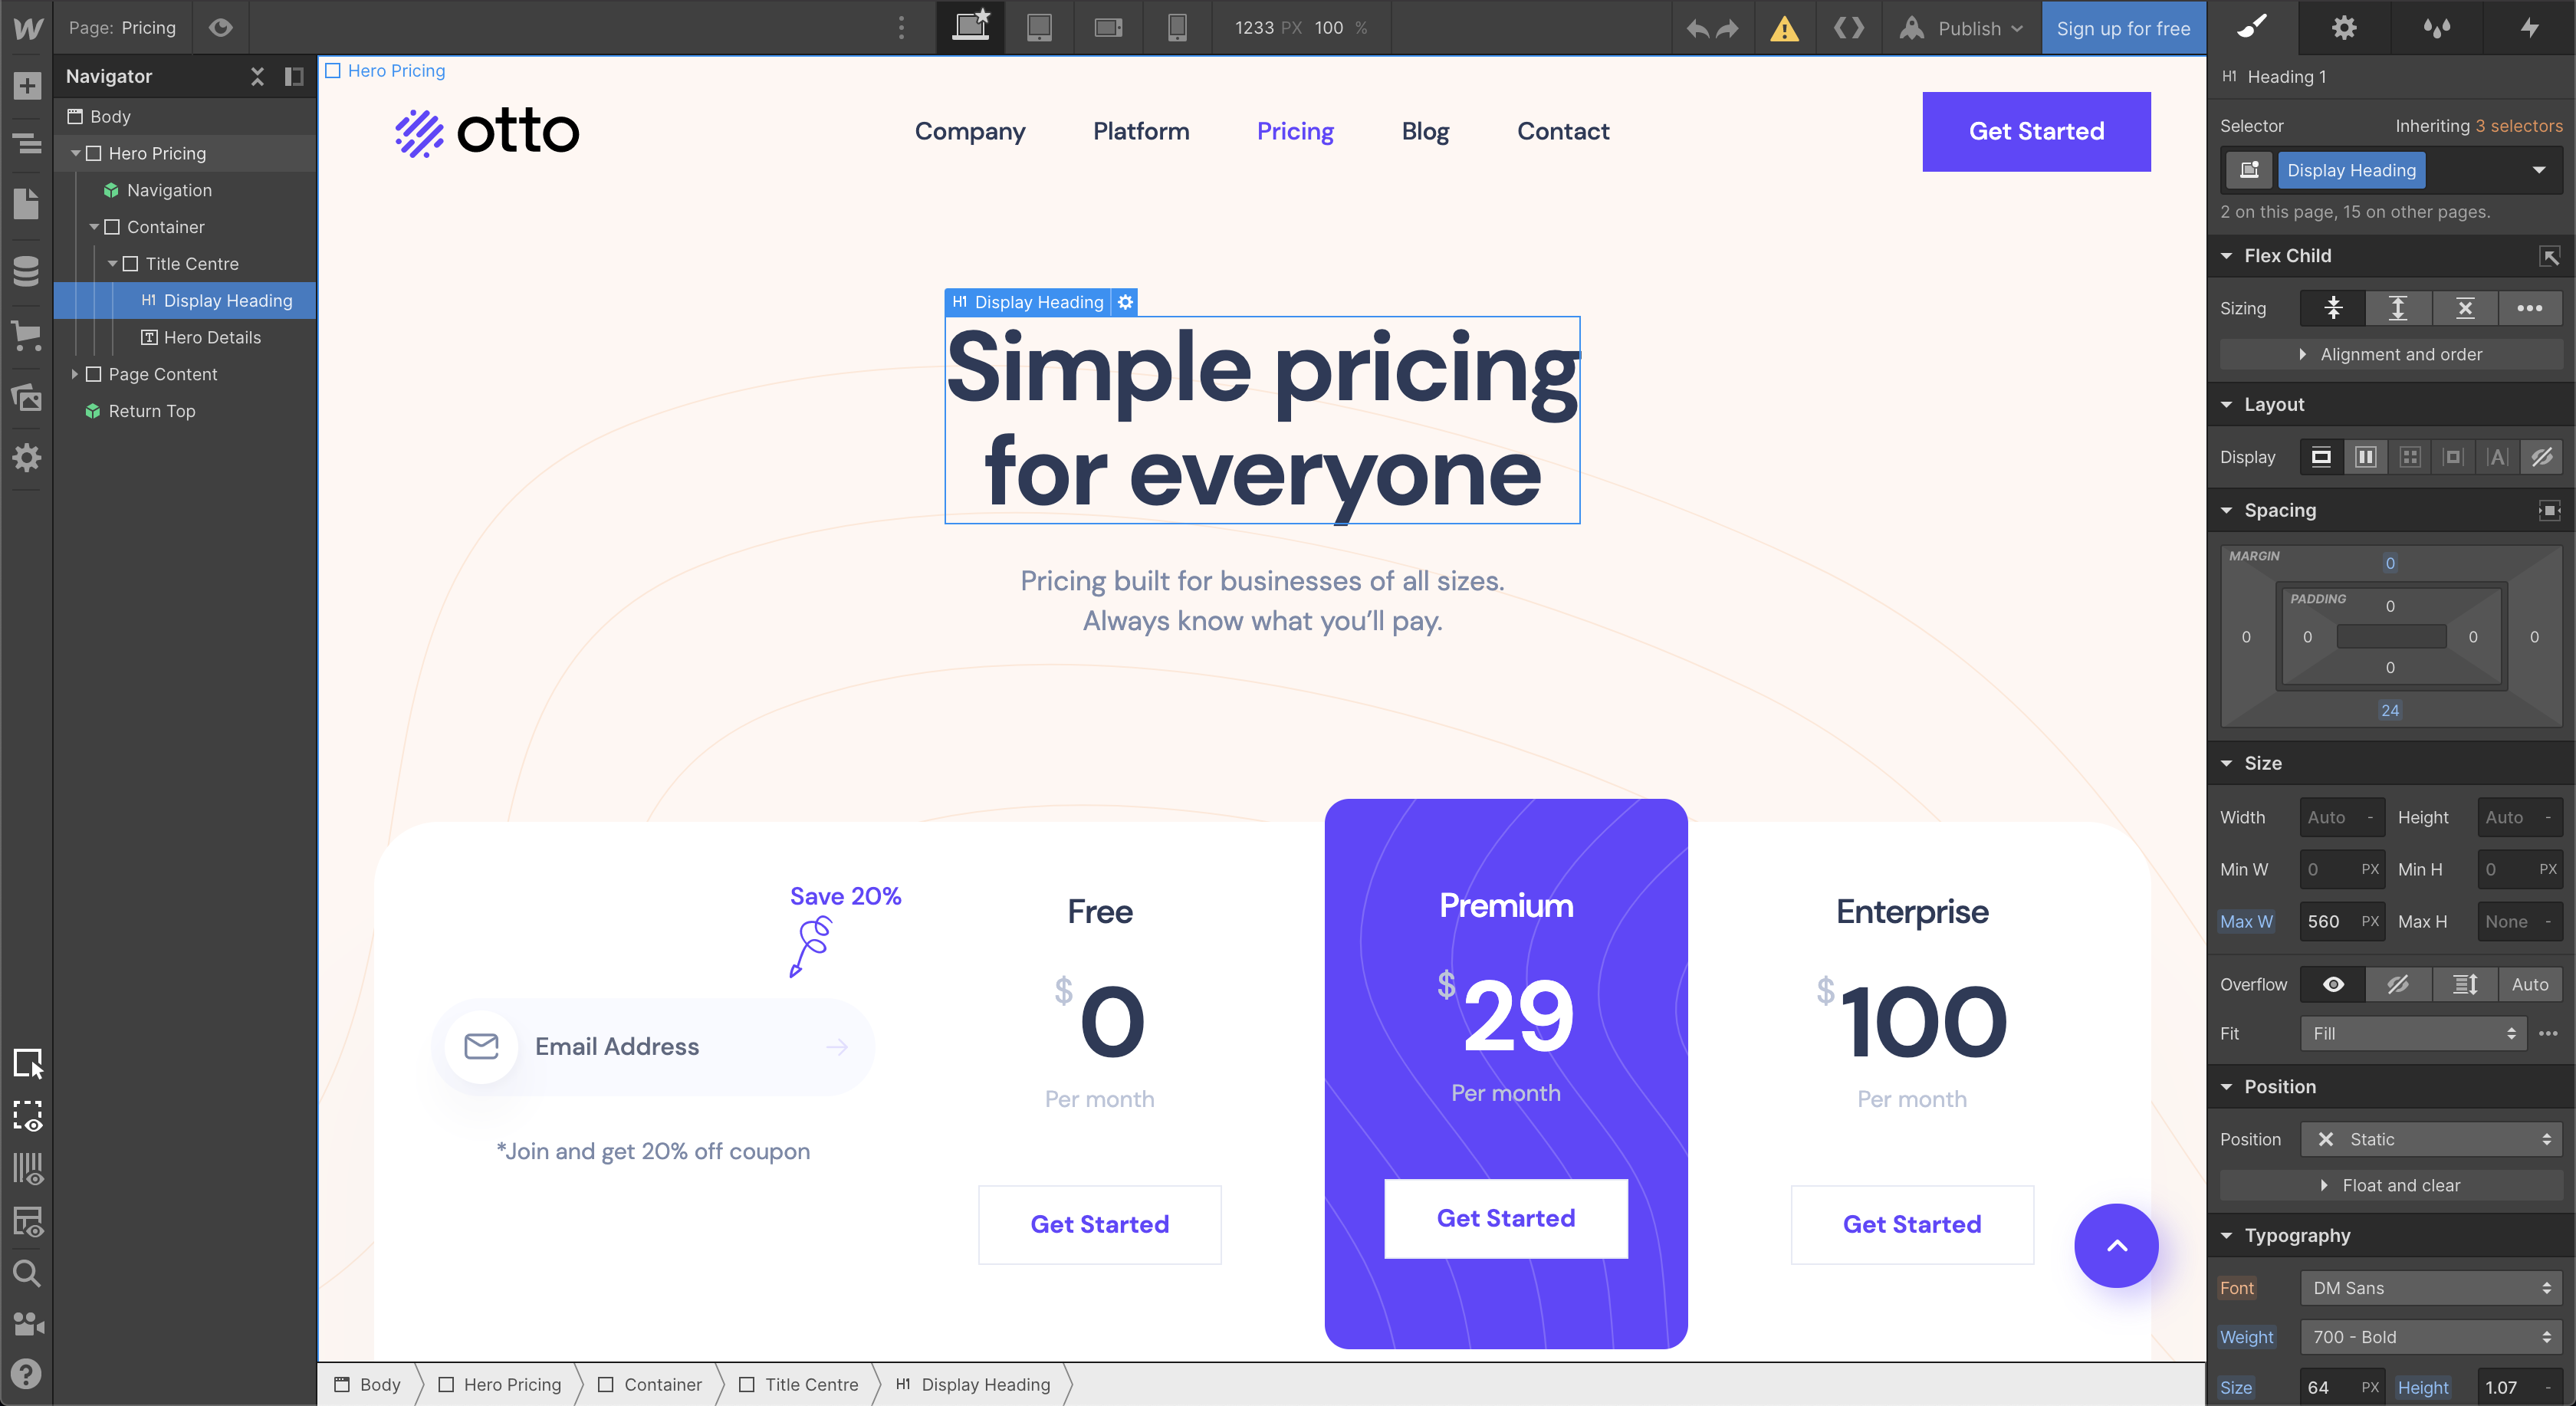 Page: Pricing
1233 PX 100 %
Publish
Sign up for free
Navigator
Body
Hero Pricing
Navigation
Container
Title Centre
H1 Display Heading
Hero Details
Page Content
Return Top
Hero Pricing
otto
Company
Platform
Pricing
Blog
Contact
Get Started
H1 Display Heading
Simple pricing
for everyone
Pricing built for businesses of all sizes.
Always know what you’ll pay.
Save 20%
Email Address
*Join and get 20% off coupon
Free
$0
Per month
Get Started
Premium
$29
Per month
Get Started
Enterprise
$100
Per month
Get Started
Body
Hero Pricing
Container
Title Centre
H1 Display Heading
H1 Heading 1
Selector
Inheriting 3 selectors
Display Heading
2 on this page, 15 on other pages.
Flex Child
Sizing
Alignment and order
Layout
Display
Spacing
MARGIN
0
PADDING
0
0 0 0 0
0
24
Size
Width Auto - Height Auto -
Min W 0 PX Min H 0 PX
Max W 560 PX Max H None -
Overflow Auto
Fit Fill
Position
Position Static
Float and clear
Typography
Font DM Sans
Weight 700 - Bold
Size 64 PX Height 1.07 -